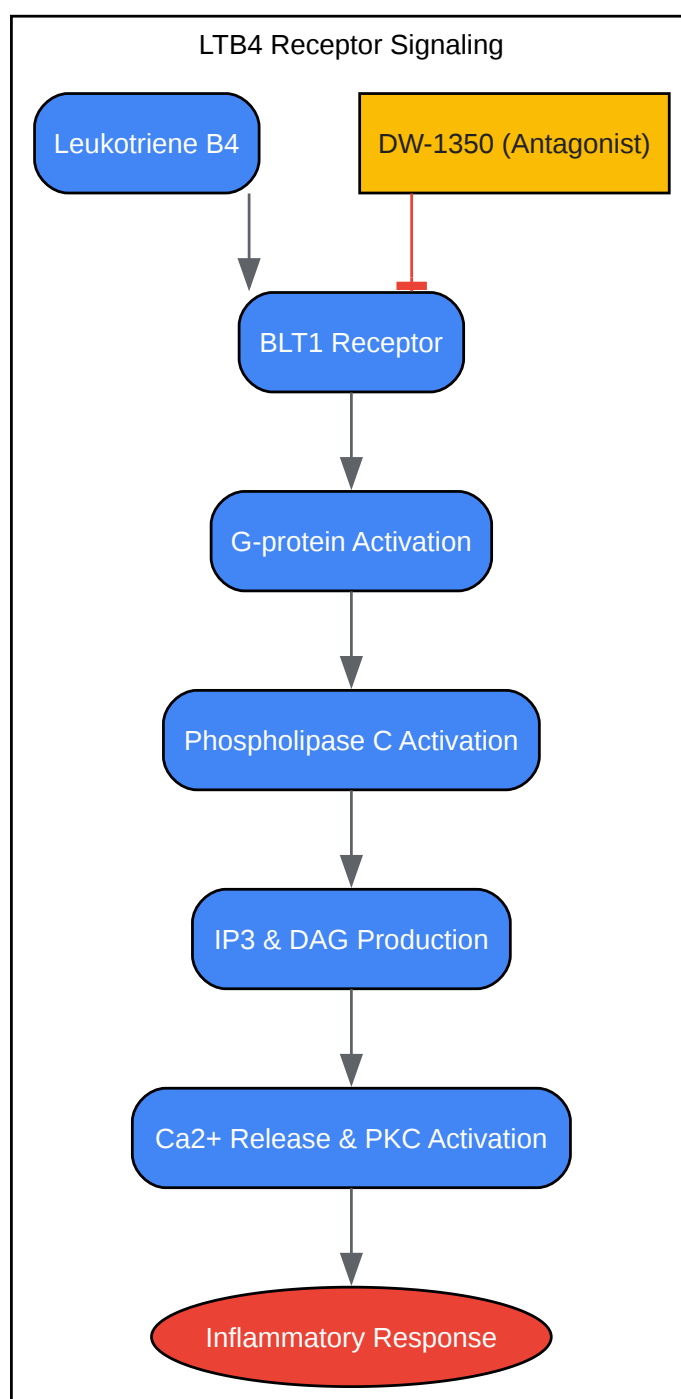 LTB4 Receptor Signaling
Leukotriene B4
DW-1350 (Antagonist)
BLT1 Receptor
G-protein Activation
Phospholipase C Activation
IP3 & DAG Production
Ca2+ Release & PKC Activation
Inflammatory Response